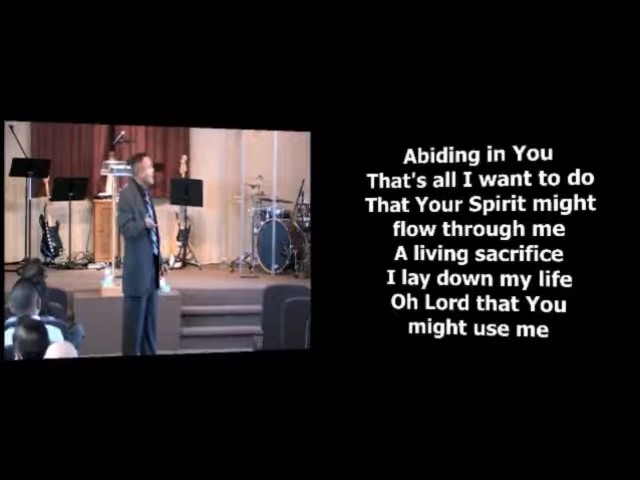 Abiding in You
That's all I want to do
That Your Spirit might
flow through me
A living sacrifice
I lay down my life
Oh Lord that You
might use me